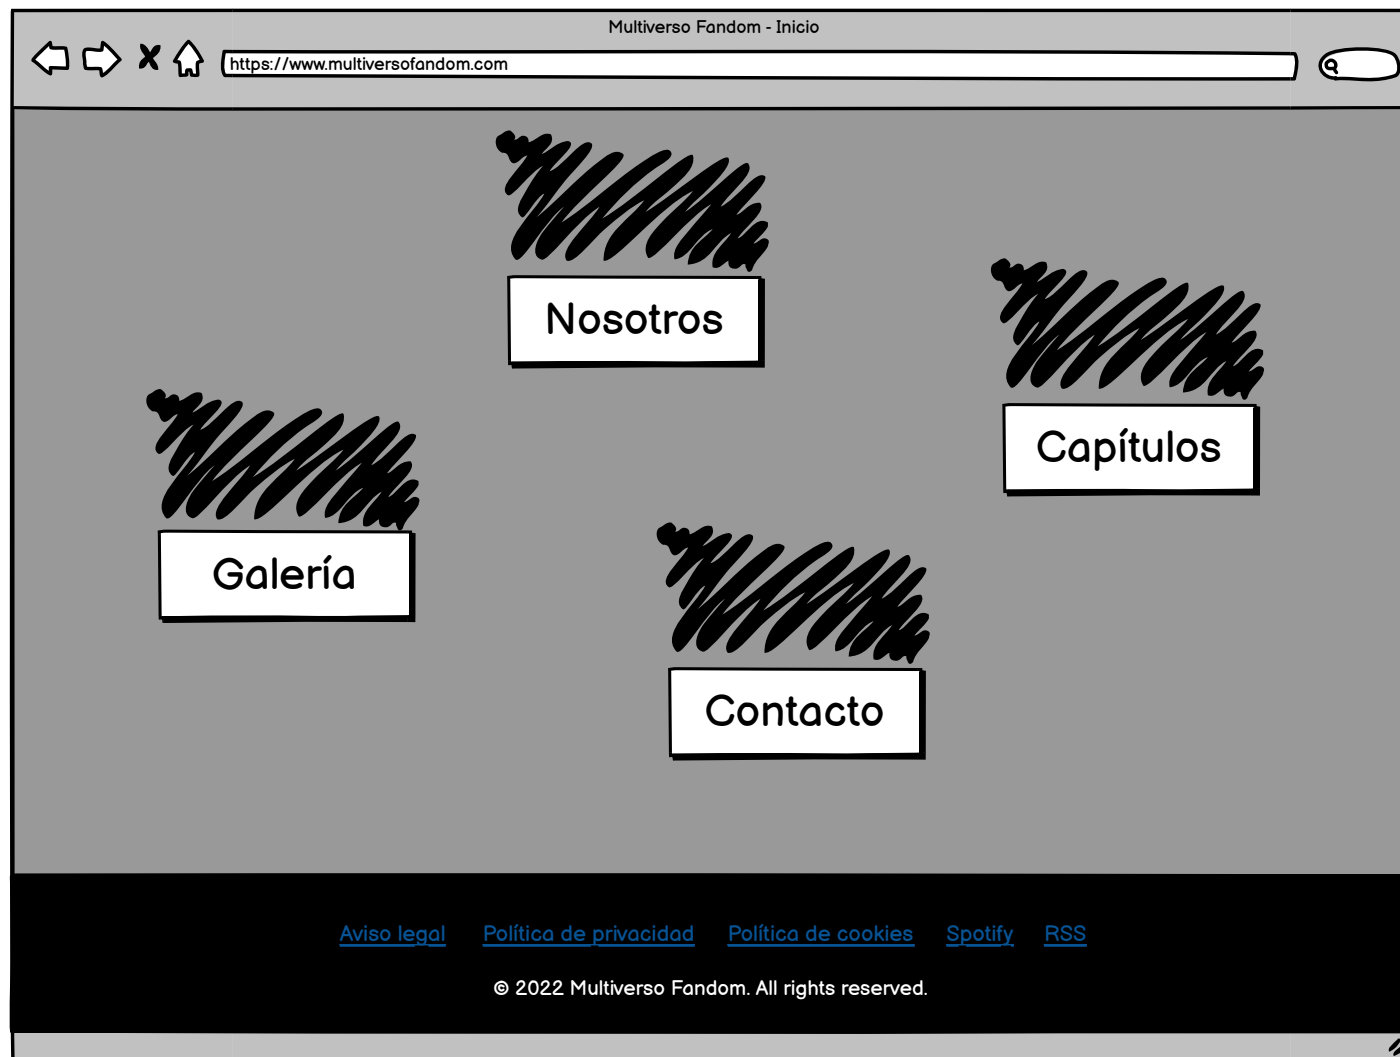 Multiverso Fandom - Inicio
https://www.multiversofandom.com
Nosotros
Capítulos
Galería
Contacto
Aviso legal Política de privacidad Política de cookies Spotify RSS
© 2022 Multiverso Fandom. All rights reserved.